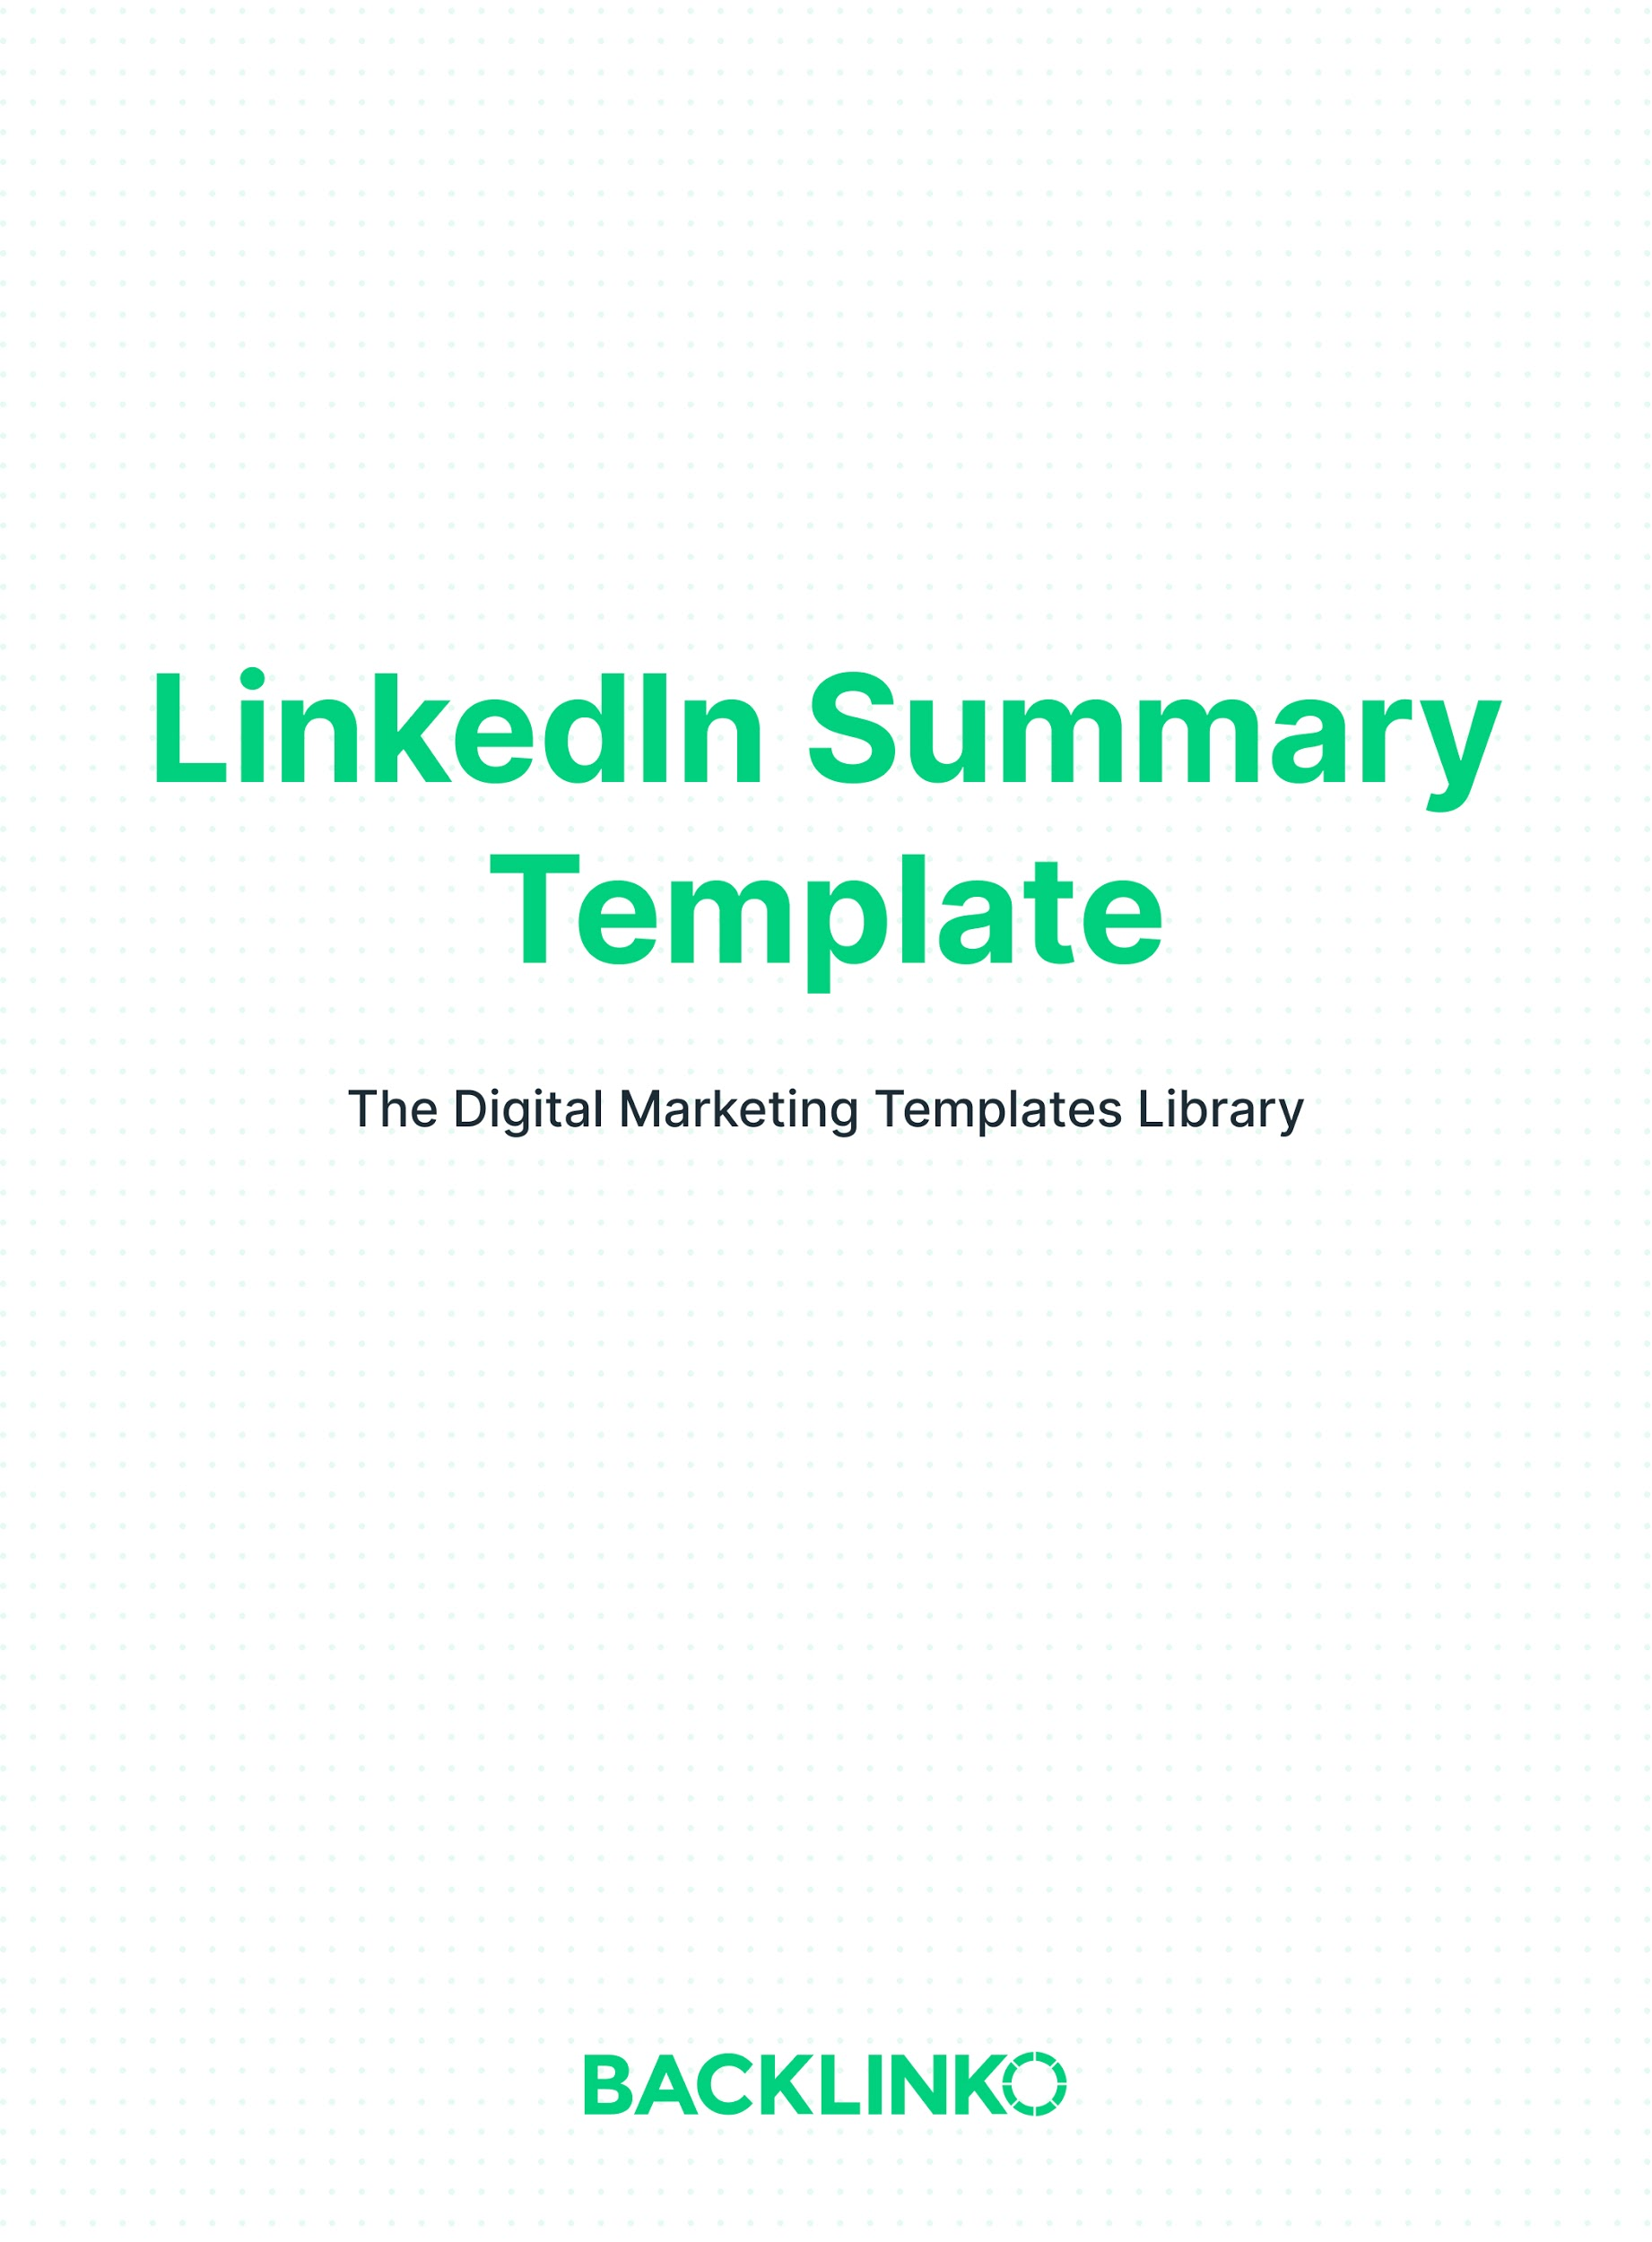 LinkedIn Summary
Template
The Digital Marketing Templates Library
BACKLINKO